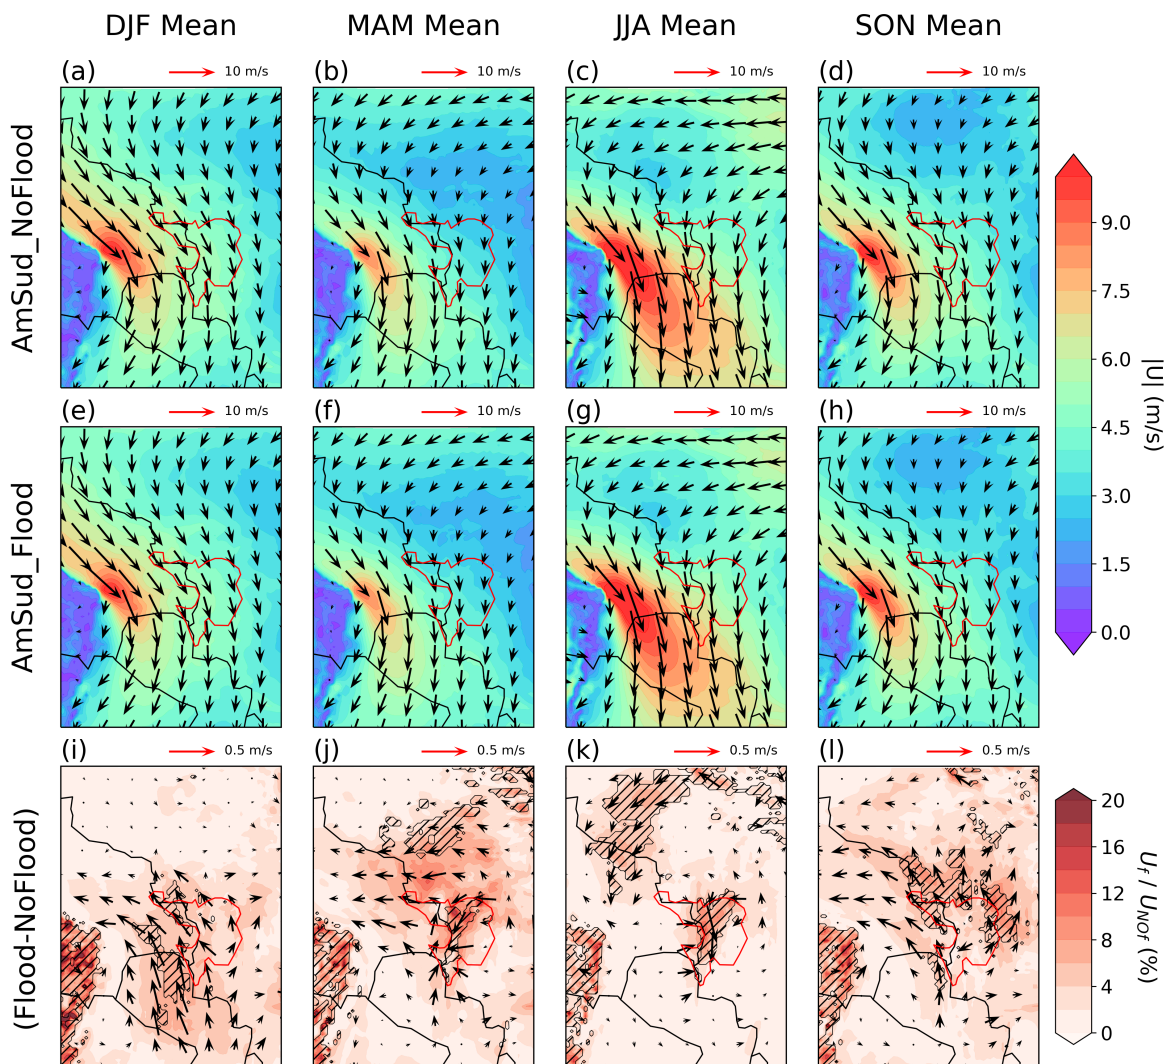 DJF Mean MAM Mean JJA Mean SON Mean
(a) 10 m/s (b) 10 m/s (c) 10 m/s (d) 10 m/s
AmSud_NoFlood
(e) 10 m/s (f) 10 m/s (g) 10 m/s (h) 10 m/s
AmSud_Flood
(i) 0.5 m/s (j) 0.5 m/s (k) 0.5 m/s (l) 0.5 m/s
(Flood-NoFlood)
9.0
7.5
6.0
4.5
3.0
1.5
0.0
|U| (m/s)
20
16
12
8
4
0
U_f / U_Nof (%)